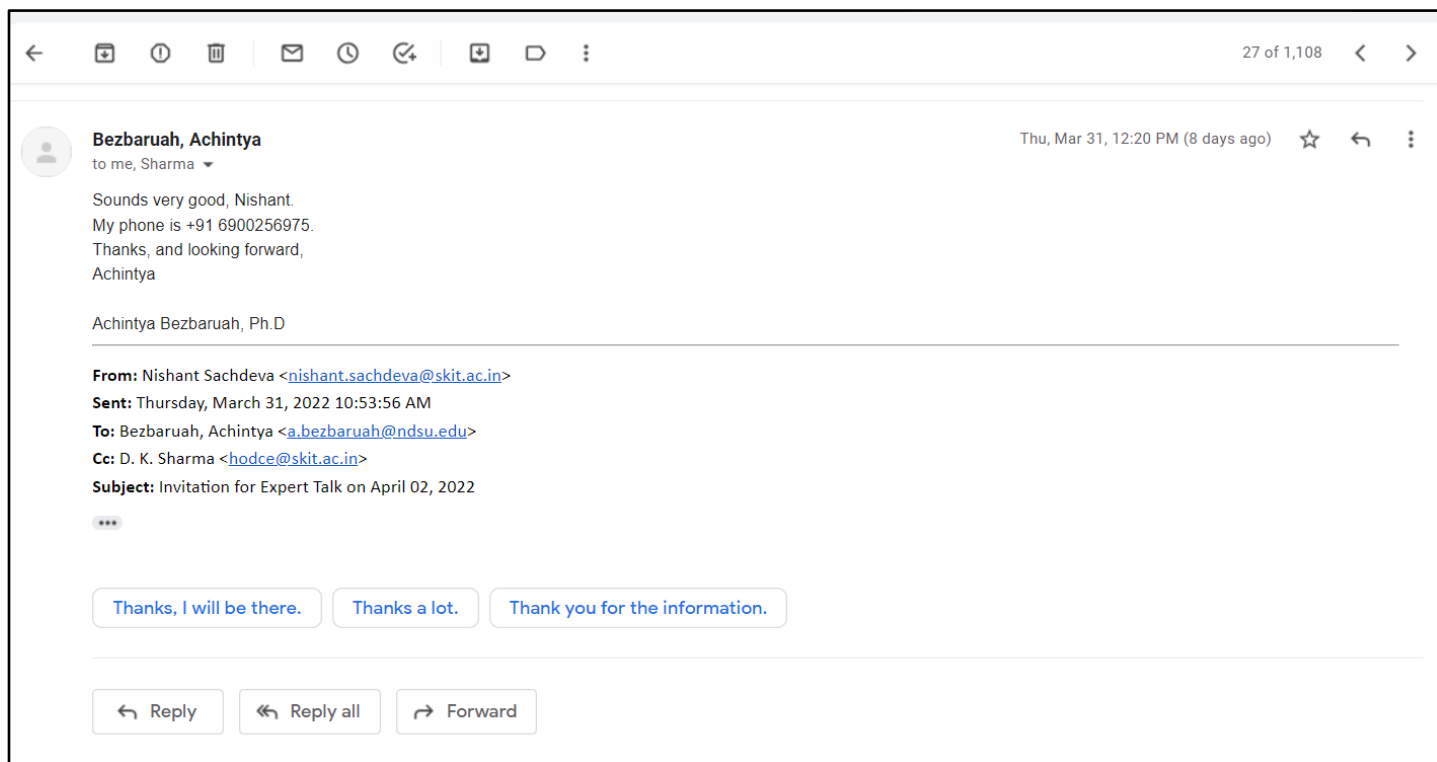 27 of 1,108
Bezbaruah, Achintya
Thu, Mar 31, 12:20 PM (8 days ago)
to me, Sharma
Sounds very good, Nishant.
My phone is +91 6900256975.
Thanks, and looking forward,
Achintya
Achintya Bezbaruah, Ph.D
From: Nishant Sachdeva <nishant.sachdeva@skit.ac.in>
Sent: Thursday, March 31, 2022 10:53:56 AM
To: Bezbaruah, Achintya <a.bezbaruah@ndsu.edu>
Cc: D. K. Sharma <hodce@skit.ac.in>
Subject: Invitation for Expert Talk on April 02, 2022
Thanks, I will be there. Thanks a lot. Thank you for the information.
Reply Reply all Forward